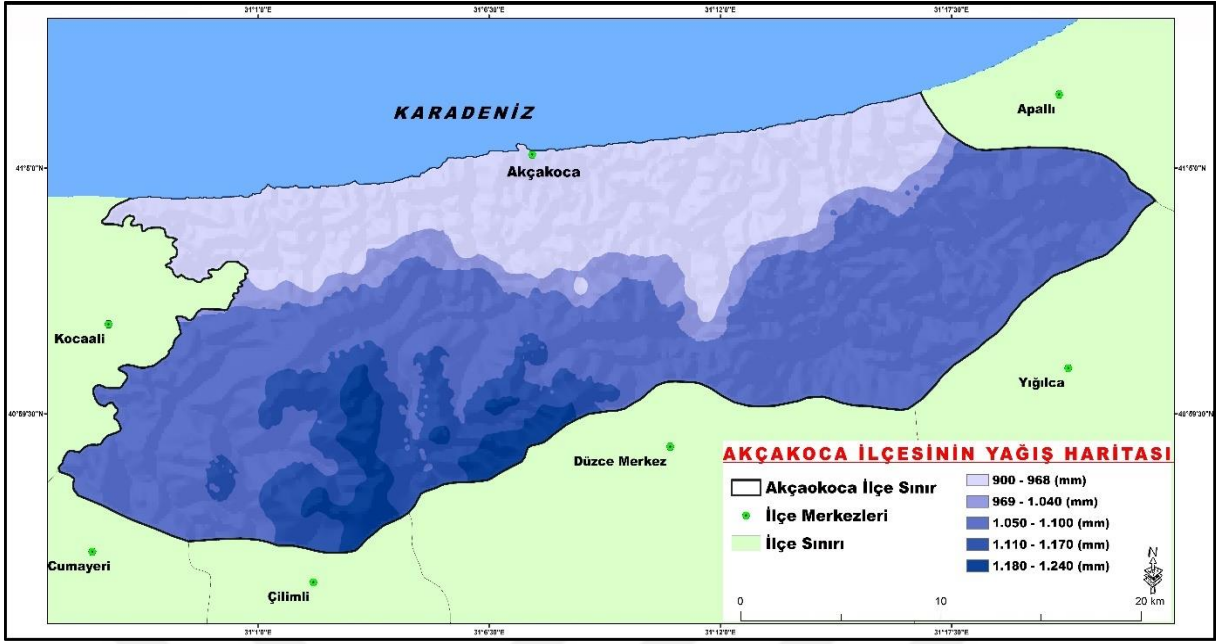 31°1'0"E 31°6'30"E 31°12'0"E 31°17'30"E
KARADENİZ
Apallı
Akçakoca
41°5'0"N 41°5'0"N
Kocaali
Yığılca
40°59'30"N 40°59'30"N
Düzce Merkez
Cumayeri
Çilimli
AKÇAKOCA İLÇESİNİN YAĞIŞ HARİTASI
Akçaokoca İlçe Sınır
İlçe Merkezleri
İlçe Sınırı
900 - 968 (mm)
969 - 1.040 (mm)
1.050 - 1.100 (mm)
1.110 - 1.170 (mm)
1.180 - 1.240 (mm)
N
0 10 20 km
31°1'0"E 31°6'30"E 31°12'0"E 31°17'30"E